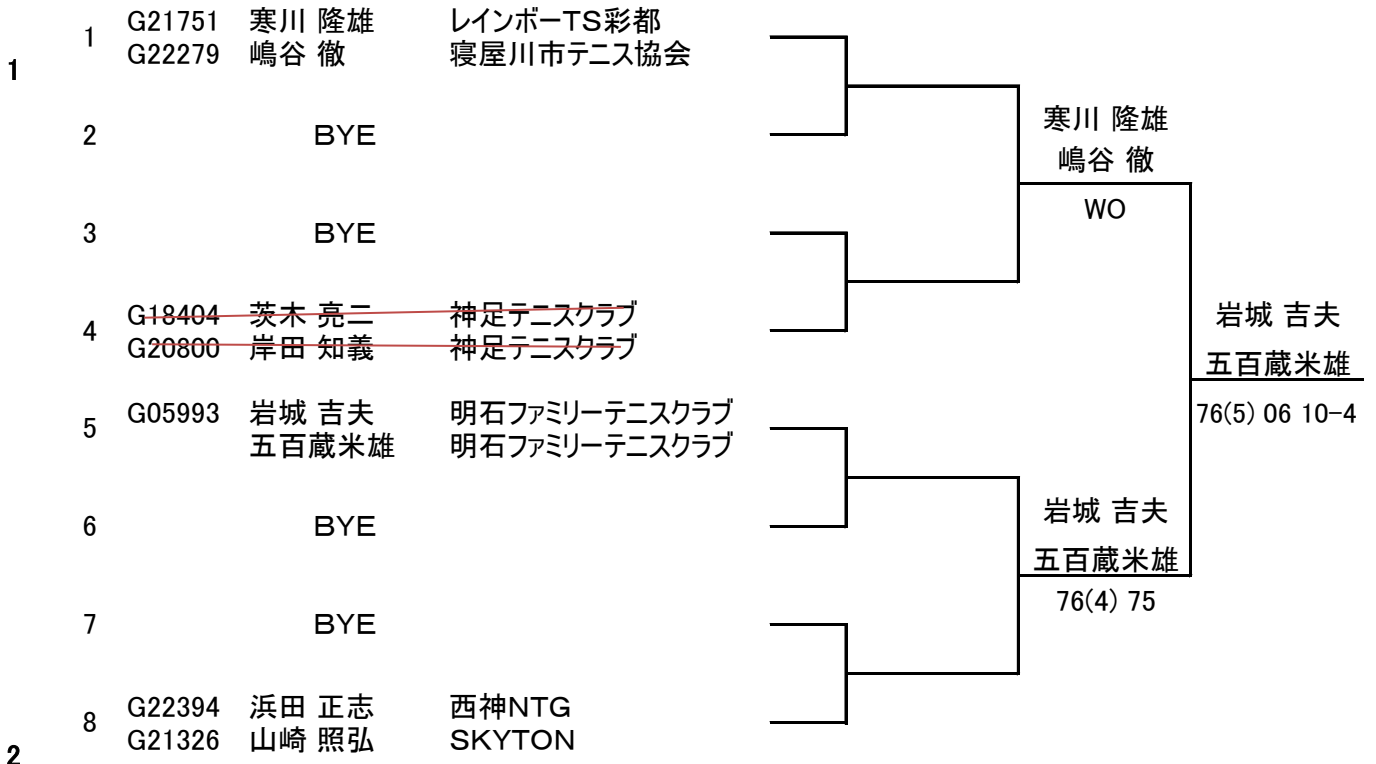 1
1 G21751 寒川 隆雄 レインボーTS彩都
G22279 嶋谷 徹 寝屋川市テニス協会
2 BYE
3 BYE
4 G18404 茨木 亮二 神足テニスクラブ
G20800 岸田 知義 神足テニスクラブ
5 G05993 岩城 吉夫 明石ファミリーテニスクラブ
五百蔵米雄 明石ファミリーテニスクラブ
6 BYE
7 BYE
8 G22394 浜田 正志 西神NTG
G21326 山崎 照弘 SKYTON
2
寒川 隆雄
嶋谷 徹
WO
岩城 吉夫
五百蔵米雄
76(4) 75
岩城 吉夫
五百蔵米雄
76(5) 06 10-4